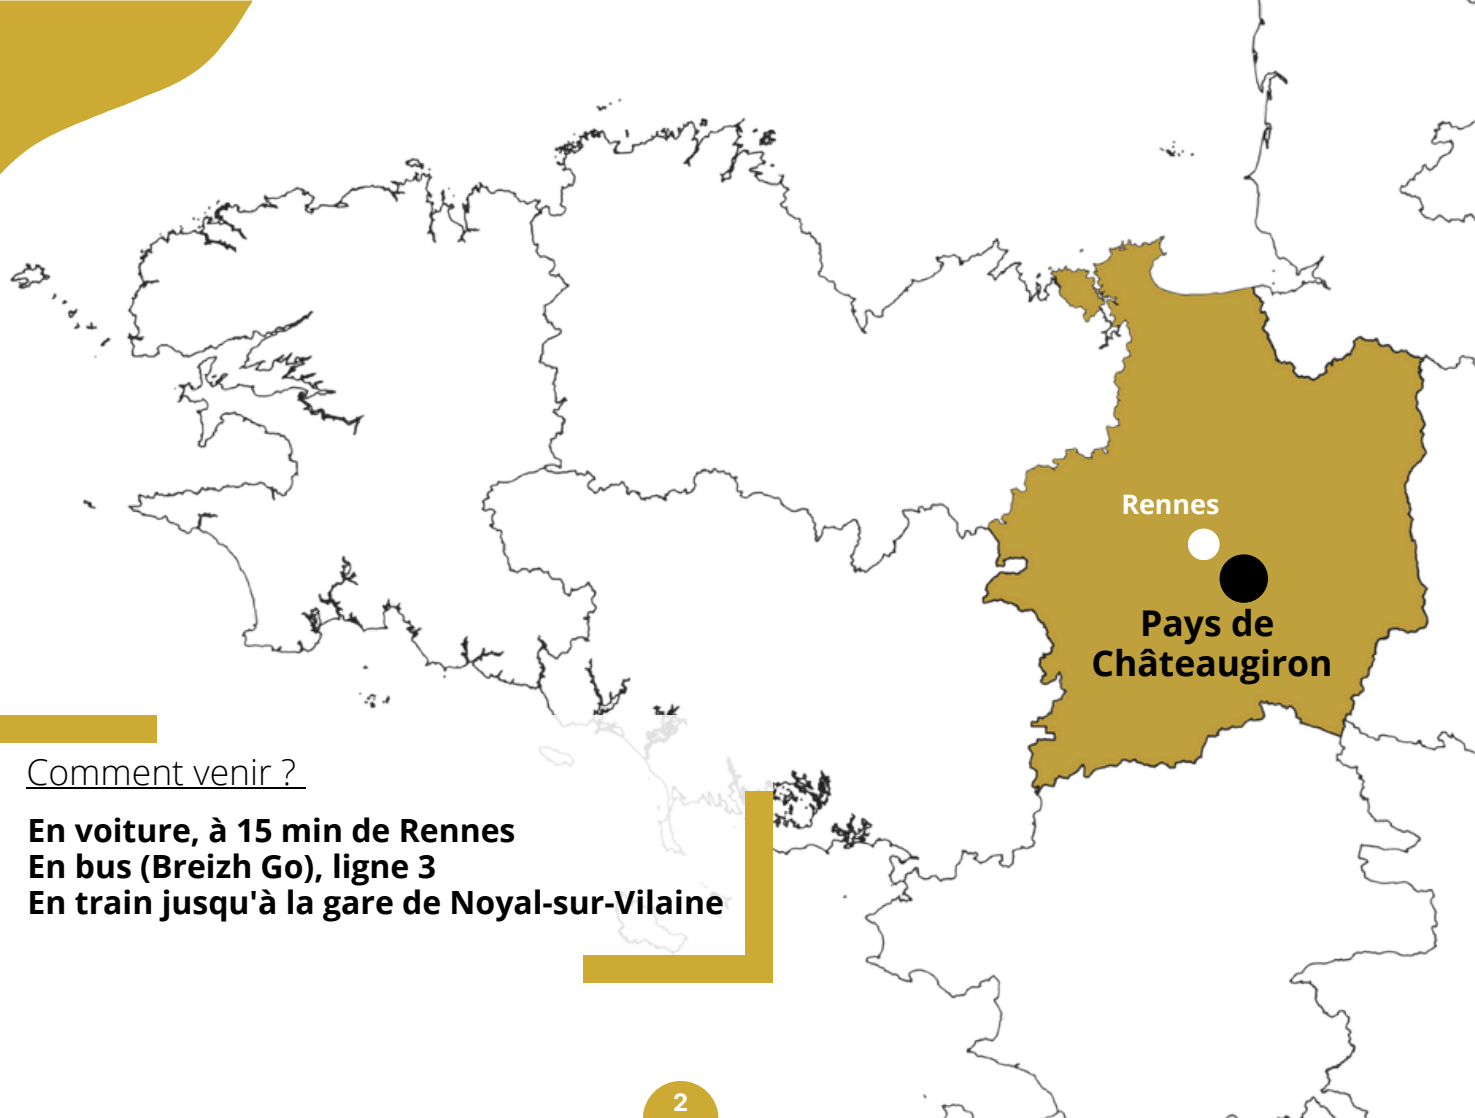 Rennes
Pays de
Châteaugiron
Comment venir ?
En voiture, à 15 min de Rennes
En bus (Breizh Go), ligne 3
En train jusqu'à la gare de Noyal-sur-Vilaine
2